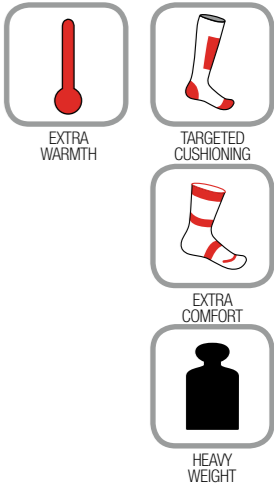 EXTRA
WARMTH
TARGETED
CUSHIONING
EXTRA
COMFORT
HEAVY
WEIGHT